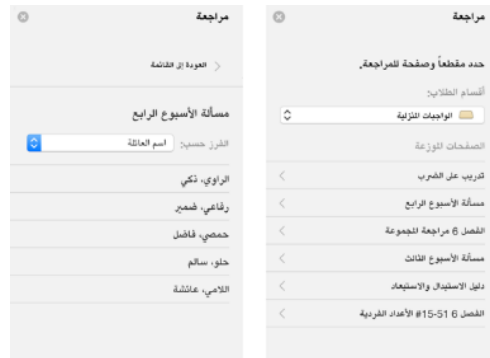 مراجعة
حدد مقطعاً وصفحة للمراجعة.
أقسام الطلاب:
الواجبات المنزلية
الصفحات الموزعة
تدريب على الضرب
مسألة الأسبوع الرابع
الفصل 6 مراجعة المجموعة
مسألة الأسبوع الثالث
دليل الاستبدال والاستبعاد
الفصل 6 51-15# الأعداد الفردية
مراجعة
العودة إلى القائمة
مسألة الأسبوع الرابع
الفرز حسب: اسم العائلة
الراوي، تكي
رفاعي، ضمير
حمصي، فاضل
حلو، سالم
اللامي، عائشة